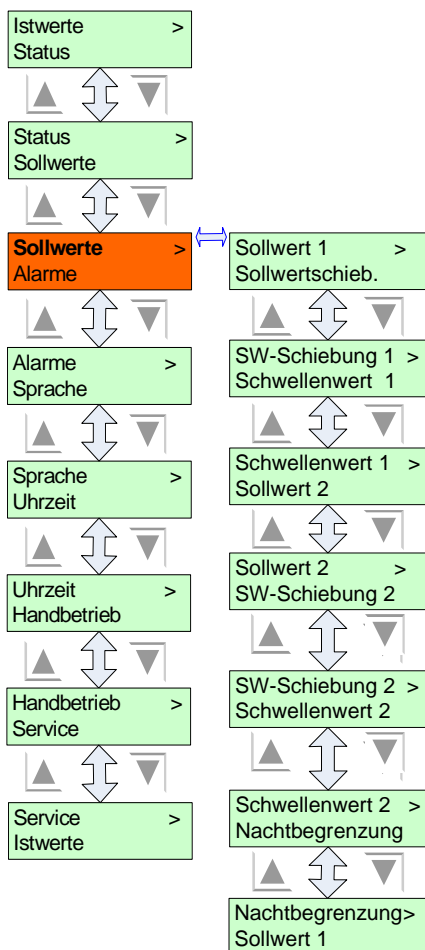 Istwerte >
Status
Status >
Sollwerte
Sollwerte >
Alarme
Alarme >
Sprache
Sprache >
Uhrzeit
Uhrzeit >
Handbetrieb
Handbetrieb >
Service
Service >
Istwerte
Sollwert 1 >
Sollwertschieb.
SW-Schiebung 1 >
Schwellenwert 1
Schwellenwert 1 >
Sollwert 2
Sollwert 2 >
SW-Schiebung 2
SW-Schiebung 2 >
Schwellenwert 2
Schwellenwert 2 >
Nachtbegrenzung
Nachtbegrenzung>
Sollwert 1